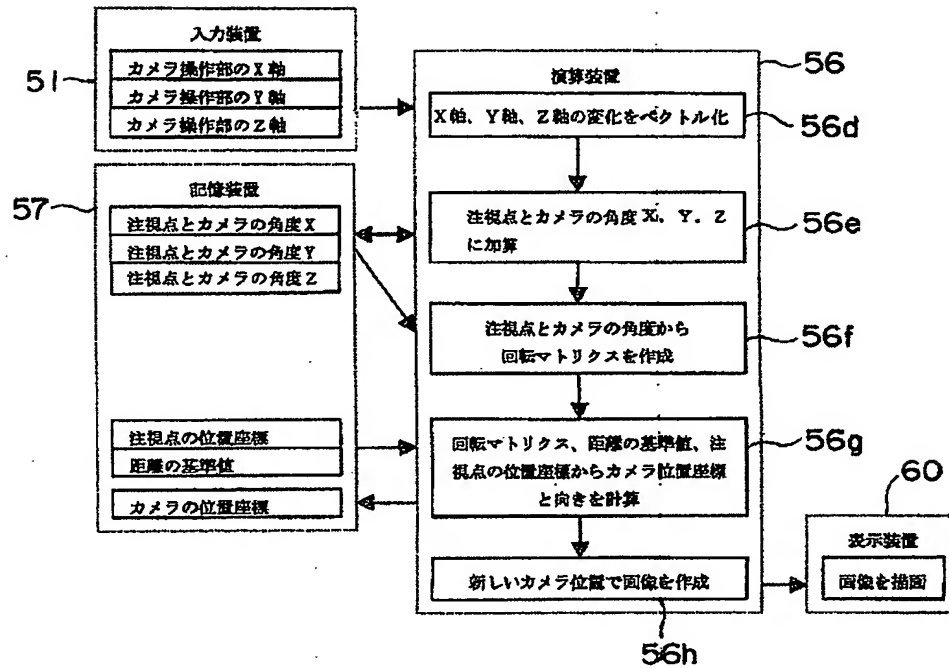 入力装置
51
カメラ操作部のX軸
カメラ操作部のY軸
カメラ操作部のZ軸
記憶装置
57
注視点とカメラの角度X
注視点とカメラの角度Y
注視点とカメラの角度Z
注視点の位置座標
距離の基準値
カメラの位置座標
演算装置
56
X軸、Y軸、Z軸の変化をベクトル化
56d
注視点とカメラの角度X、Y、Z
に加算
56e
注視点とカメラの角度から
回転マトリクスを作成
56f
回転マトリクス、距離の基準値、注
視点の位置座標からカメラ位置座標
と向きを計算
56g
新しいカメラ位置で画像を作成
56h
60
表示装置
画像を描画